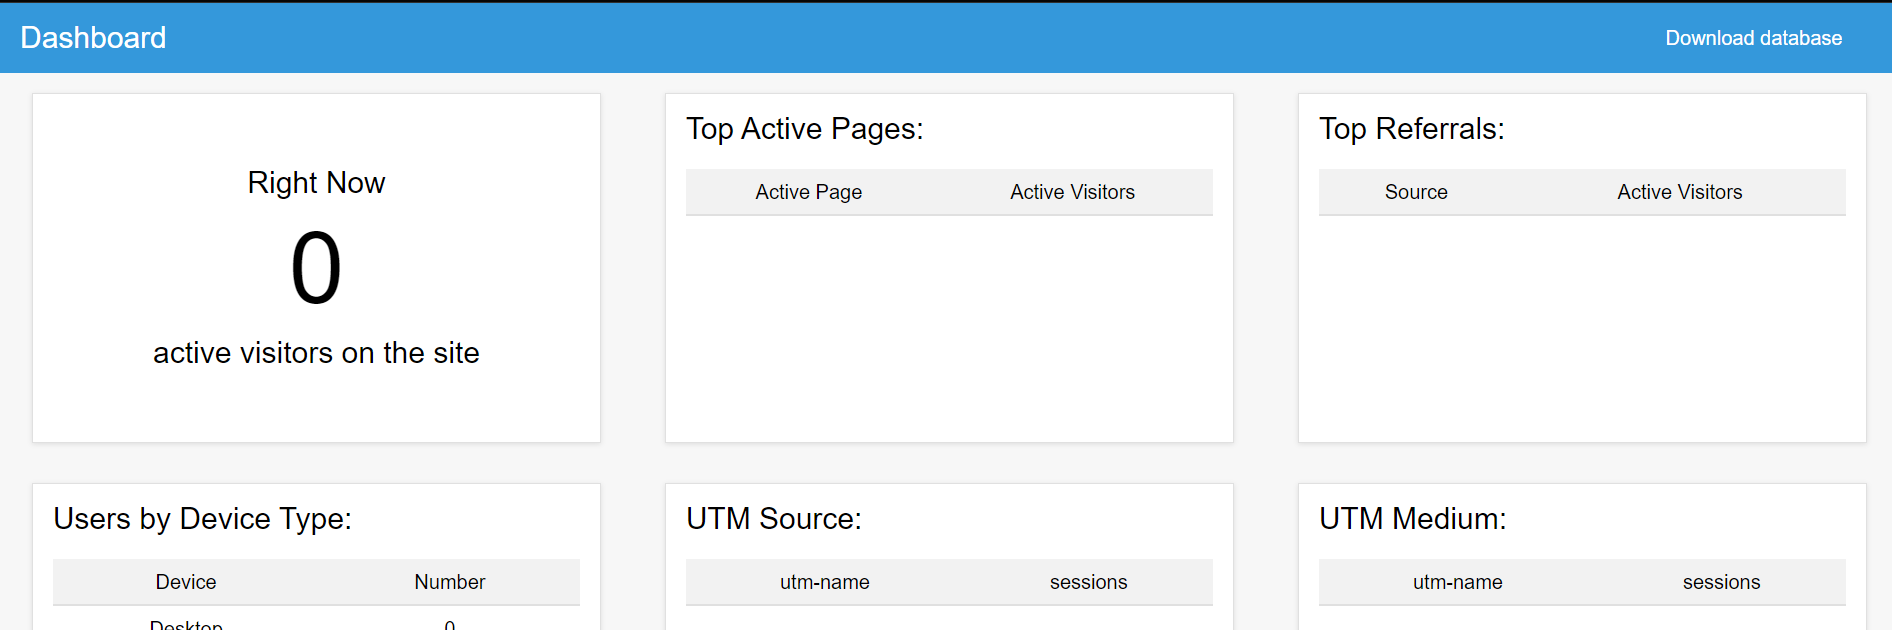 Dashboard
Download database
Right Now
0
active visitors on the site
Top Active Pages:
Active Page Active Visitors
Top Referrals:
Source Active Visitors
Users by Device Type:
Device Number
Desktop 0
UTM Source:
utm-name sessions
UTM Medium:
utm-name sessions